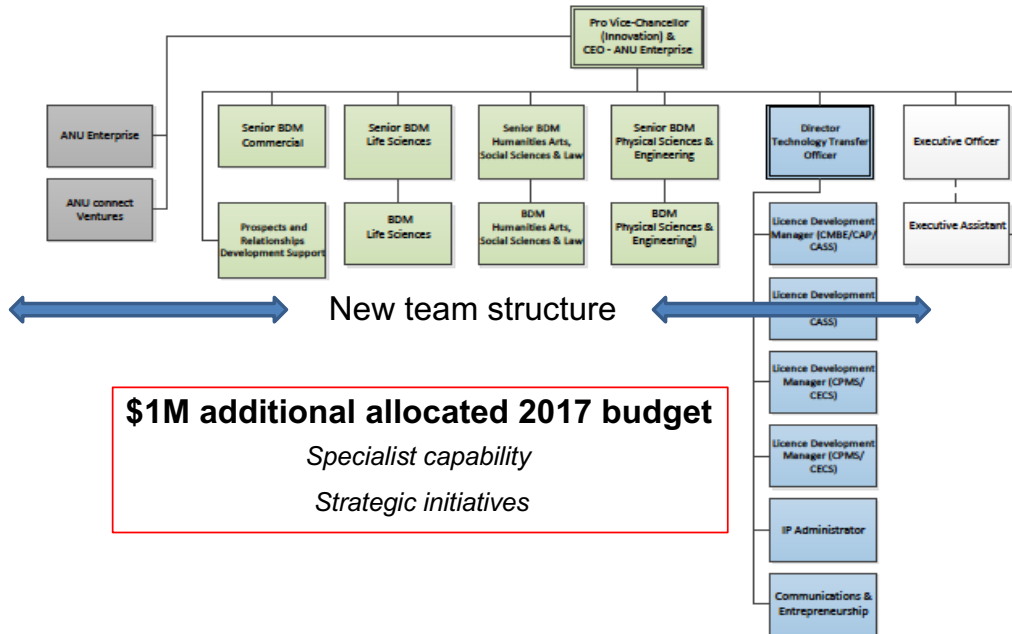 Pro Vice-Chancellor
(Innovation) &
CEO - ANU Enterprise
ANU Enterprise
ANU connect
Ventures
Senior BDM
Commercial
Senior BDM
Life Sciences
Senior BDM
Humanities Arts,
Social Sciences & Law
Senior BDM
Physical Sciences &
Engineering
Director
Technology Transfer
Officer
Executive Officer
Prospects and
Relationships
Development Support
BDM
Life Sciences
BDM
Humanities Arts,
Social Sciences & Law
BDM
Physical Sciences &
Engineering)
Licence Development
Manager (CMBE/CAP/
CASS)
Executive Assistant
New team structure
Licence Development
CASS)
Licence Development
Manager (CPMS/
CECS)
Licence Development
Manager (CPMS/
CECS)
IP Administrator
Communications &
Entrepreneurship
$1M additional allocated 2017 budget
Specialist capability
Strategic initiatives